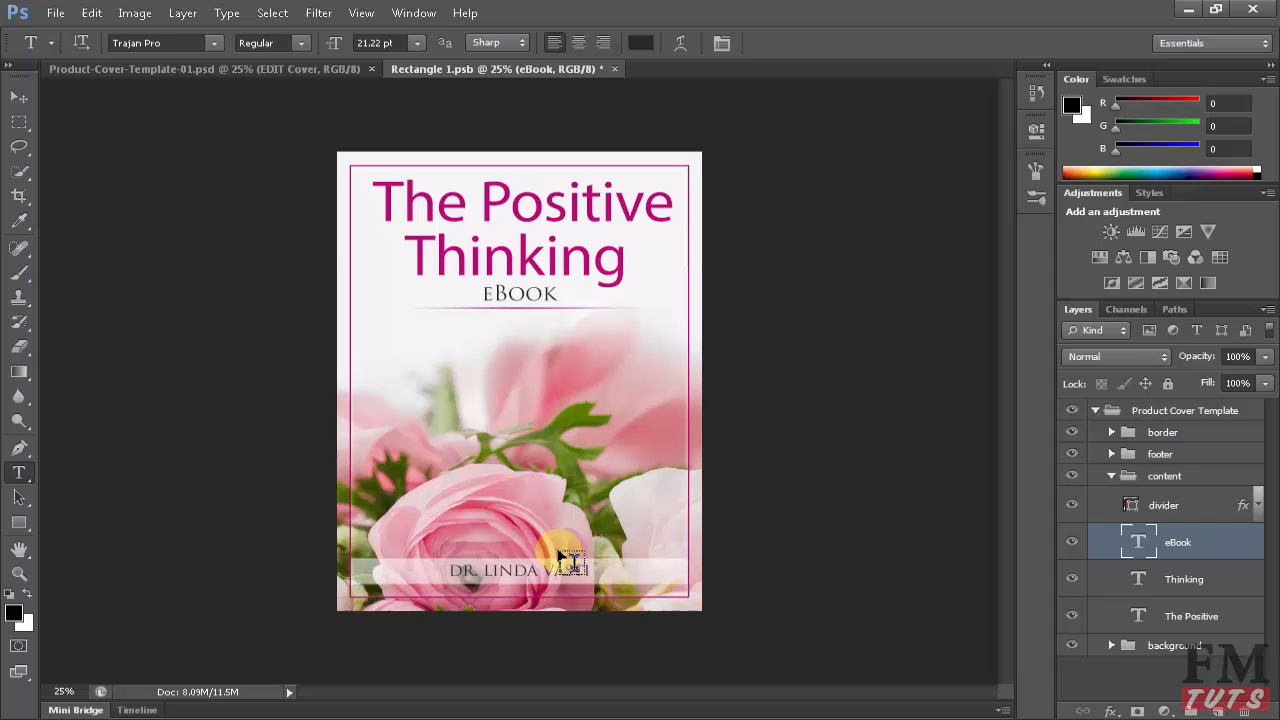 Ps File Edit Image Layer Type Select Filter View Window Help
Trajan Pro Regular 21.22 pt Sharp Essentials
Product-Cover-Template-01.psd @ 25% (EDIT Cover, RGB/8) × Rectangle 1.psb @ 25% (eBook, RGB/8) * ×
Color Swatches
R 0
G 0
B 0
Adjustments Styles
Add an adjustment
The Positive
Thinking
eBOOK
DR. LINDA
Layers Channels Paths
Kind
Normal Opacity: 100%
Lock: Fill: 100%
Product Cover Template
border
footer
content
divider fx
eBook
Thinking
The Positive
background
FM
TUTS
25% Doc: 8.09M/11.5M
Mini Bridge Timeline